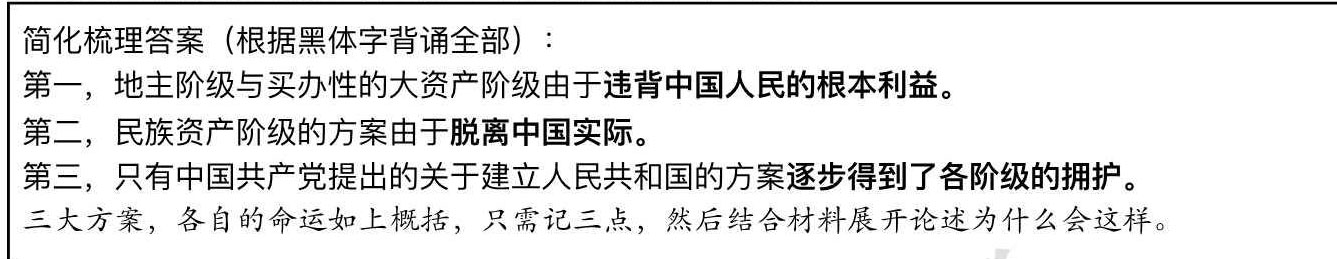 简化梳理答案（根据黑体字背诵全部）：
第一，地主阶级与买办性的大资产阶级由于违背中国人民的根本利益。
第二，民族资产阶级的方案由于脱离中国实际。
第三，只有中国共产党提出的关于建立人民共和国的方案逐步得到了各阶级的拥护。
三大方案，各自的命运如上概括，只需记三点，然后结合材料展开论述为什么会这样。